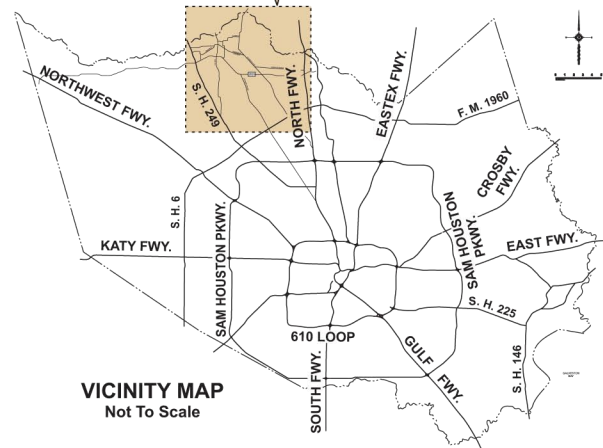 NORTHWEST FWY.
S. H. 249
NORTH FWY.
EASTEX FWY.
F. M. 1960
CROSBY
FWY.
S. H. 6
SAM HOUSTON PKWY.
SAM HOUSTON
PKWY.
KATY FWY.
EAST FWY.
S. H. 225
610 LOOP
GULF FWY.
SOUTH FWY.
S. H. 146
VICINITY MAP
Not To Scale